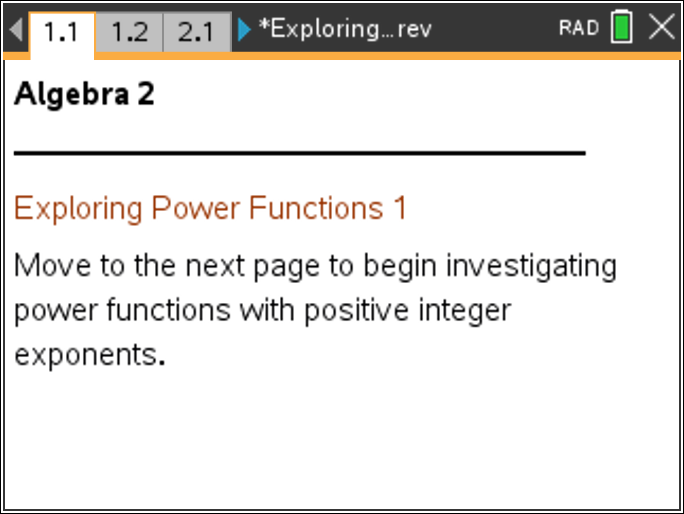 1.1 1.2 2.1 *Exploring...rev RAD
Algebra 2
Exploring Power Functions 1
Move to the next page to begin investigating
power functions with positive integer
exponents.